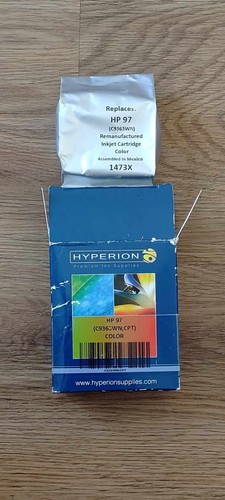 Replaces:
HP 97
(C9363WN)
Remanufactured
Inkjet Cartridge
Color
Assembled in Mexico
1473X
HYPERION
Premium Ink Supplies
HP 97
(C9363WN,CPT)
COLOR
www.hyperionsupplies.com